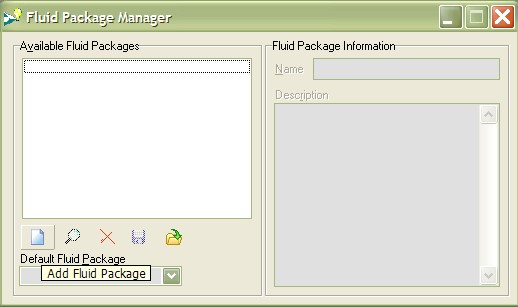 Fluid Package Manager
Available Fluid Packages
Fluid Package Information
Name
Description
Default Fluid Package
Add Fluid Package